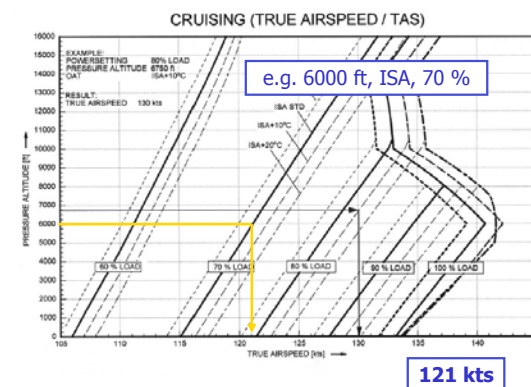 CRUISING (TRUE AIRSPEED / TAS)
16000
15000
14000
13000
12000
11000
10000
9000
8000
7000
6000
5000
4000
3000
2000
1000
0
PRESSURE ALTITUDE [ft]
EXAMPLE:
POWERSETTING 80% LOAD
PRESSURE ALTITUDE 6750 ft
OAT ISA+10°C
RESULT:
TRUE AIRSPEED 130 kts
e.g. 6000 ft, ISA, 70 %
ISA STD
ISA+10°C
ISA+20°C
60 % LOAD
70 % LOAD
80 % LOAD
90 % LOAD
100 % LOAD
105 110 115 120 125 130 135 140
TRUE AIRSPEED [kts]
121 kts